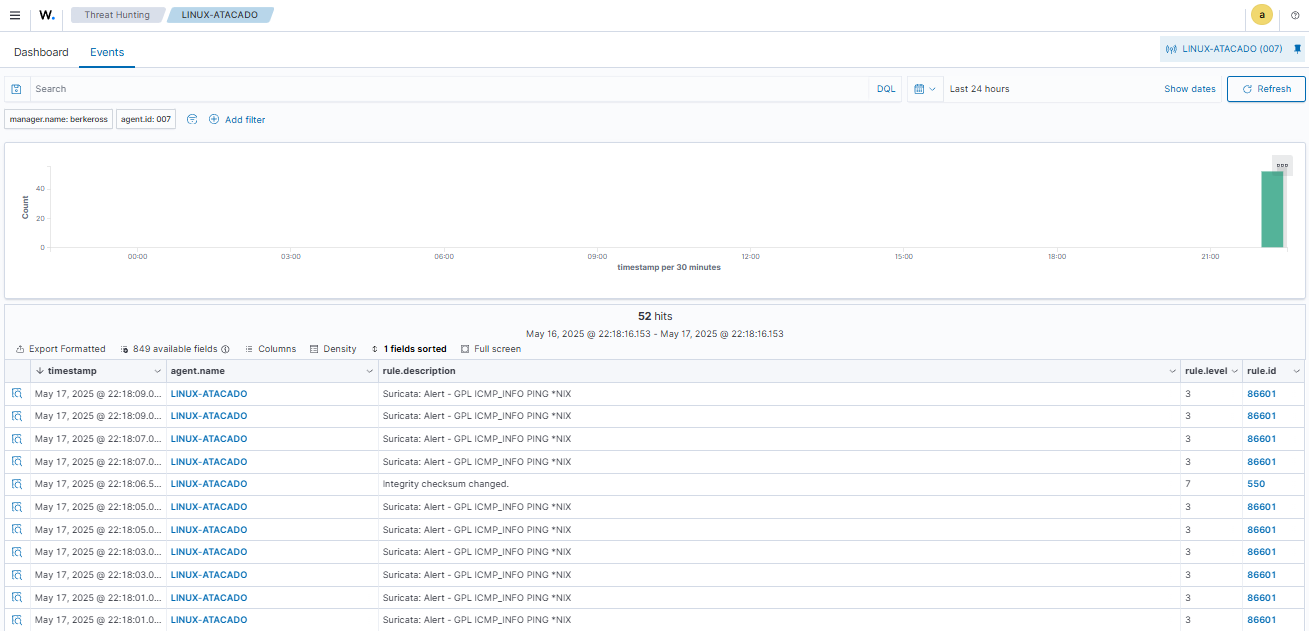 W. Threat Hunting LINUX-ATACADO a
Dashboard Events LINUX-ATACADO (007)
Search DQL Last 24 hours Show dates Refresh
manager.name: berkeross agent.id: 007 Add filter
Count
40
20
0
00:00 03:00 06:00 09:00 12:00 15:00 18:00 21:00
timestamp per 30 minutes
52 hits
May 16, 2025 @ 22:18:16.153 - May 17, 2025 @ 22:18:16.153
Export Formatted 849 available fields Columns Density 1 fields sorted Full screen
timestamp agent.name rule.description rule.level rule.id
May 17, 2025 @ 22:18:09.0... LINUX-ATACADO Suricata: Alert - GPL ICMP_INFO PING *NIX 3 86601
May 17, 2025 @ 22:18:09.0... LINUX-ATACADO Suricata: Alert - GPL ICMP_INFO PING *NIX 3 86601
May 17, 2025 @ 22:18:07.0... LINUX-ATACADO Suricata: Alert - GPL ICMP_INFO PING *NIX 3 86601
May 17, 2025 @ 22:18:07.0... LINUX-ATACADO Suricata: Alert - GPL ICMP_INFO PING *NIX 3 86601
May 17, 2025 @ 22:18:06.5... LINUX-ATACADO Integrity checksum changed. 7 550
May 17, 2025 @ 22:18:05.0... LINUX-ATACADO Suricata: Alert - GPL ICMP_INFO PING *NIX 3 86601
May 17, 2025 @ 22:18:05.0... LINUX-ATACADO Suricata: Alert - GPL ICMP_INFO PING *NIX 3 86601
May 17, 2025 @ 22:18:03.0... LINUX-ATACADO Suricata: Alert - GPL ICMP_INFO PING *NIX 3 86601
May 17, 2025 @ 22:18:03.0... LINUX-ATACADO Suricata: Alert - GPL ICMP_INFO PING *NIX 3 86601
May 17, 2025 @ 22:18:01.0... LINUX-ATACADO Suricata: Alert - GPL ICMP_INFO PING *NIX 3 86601
May 17, 2025 @ 22:18:01.0... LINUX-ATACADO Suricata: Alert - GPL ICMP_INFO PING *NIX 3 86601